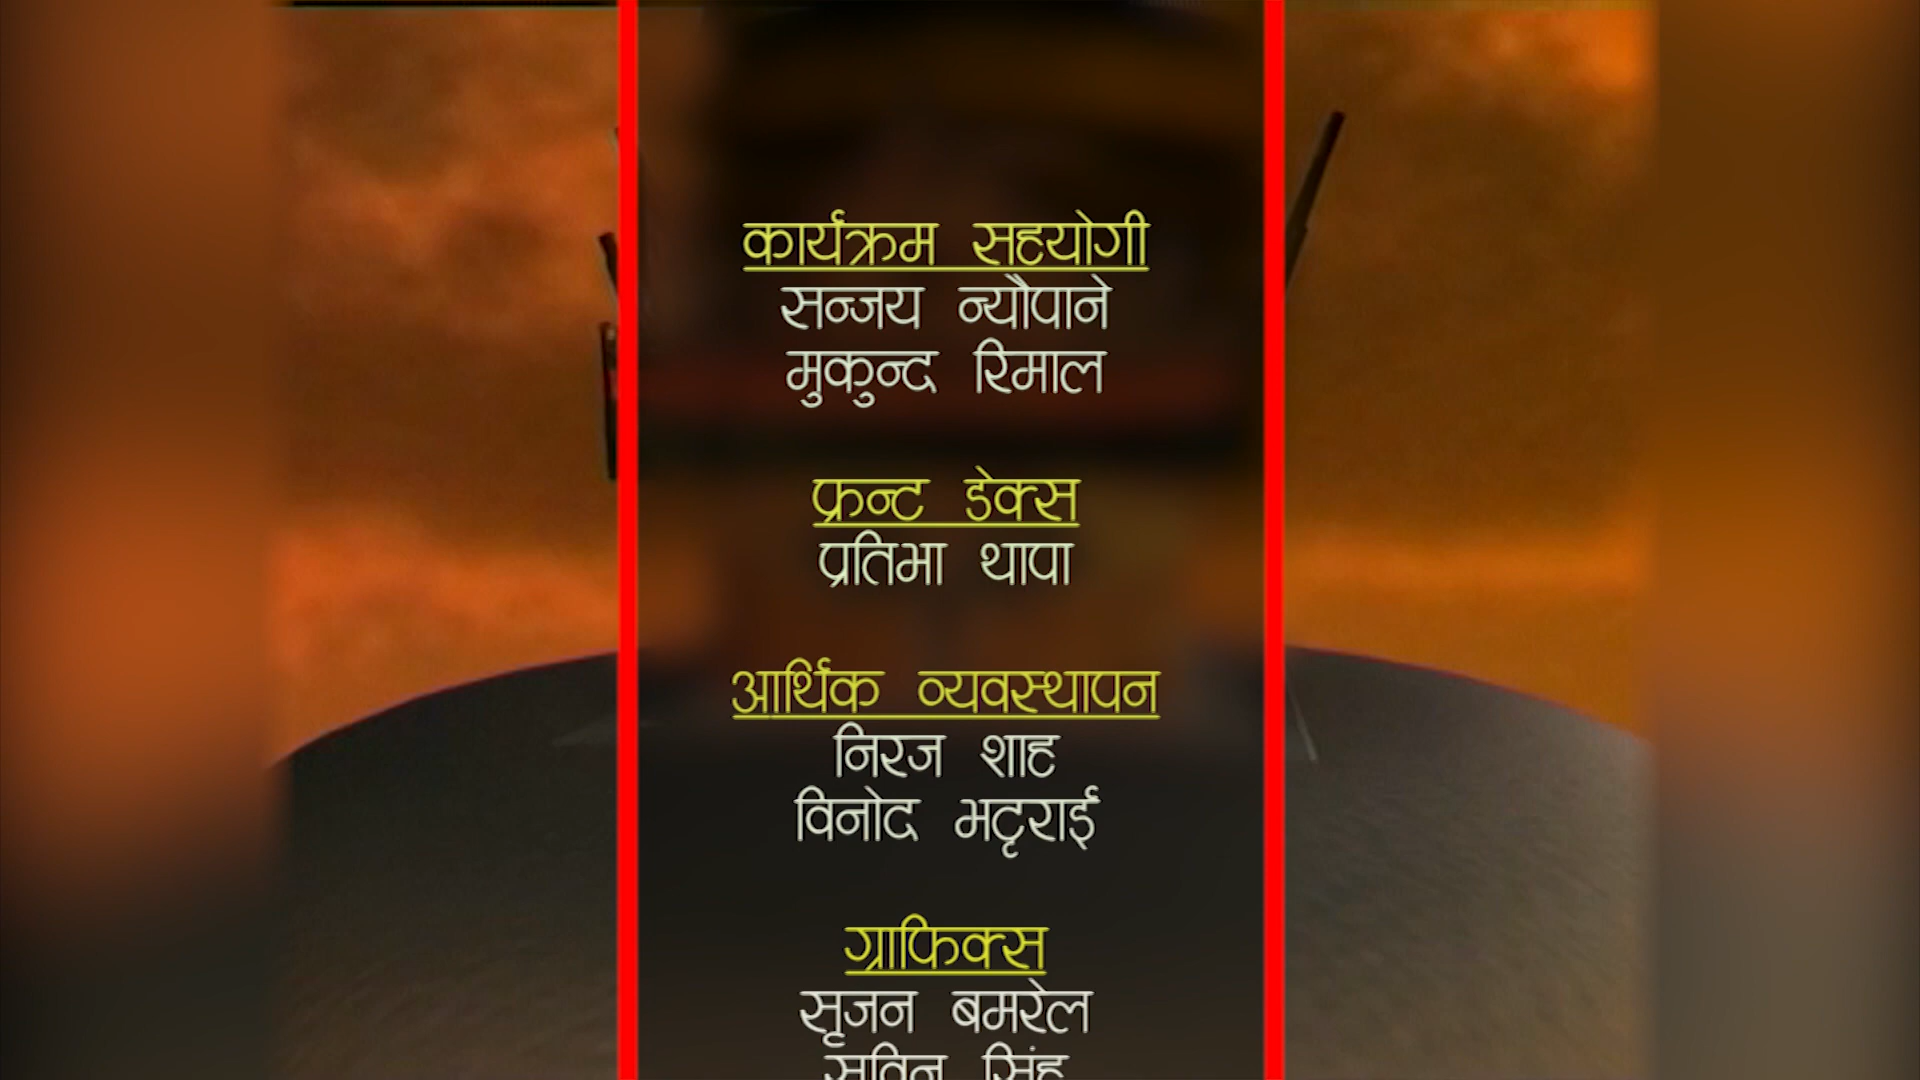 कार्यक्रम सहयोगी
सन्जय न्यौपाने
मुकुन्द रिमाल
फ्रन्ट डेक्स
प्रतिभा थापा
आर्थिक व्यवस्थापन
निरज शाह
विनोद भट्टराई
ग्राफिक्स
सृजन बमरेल
सिंह